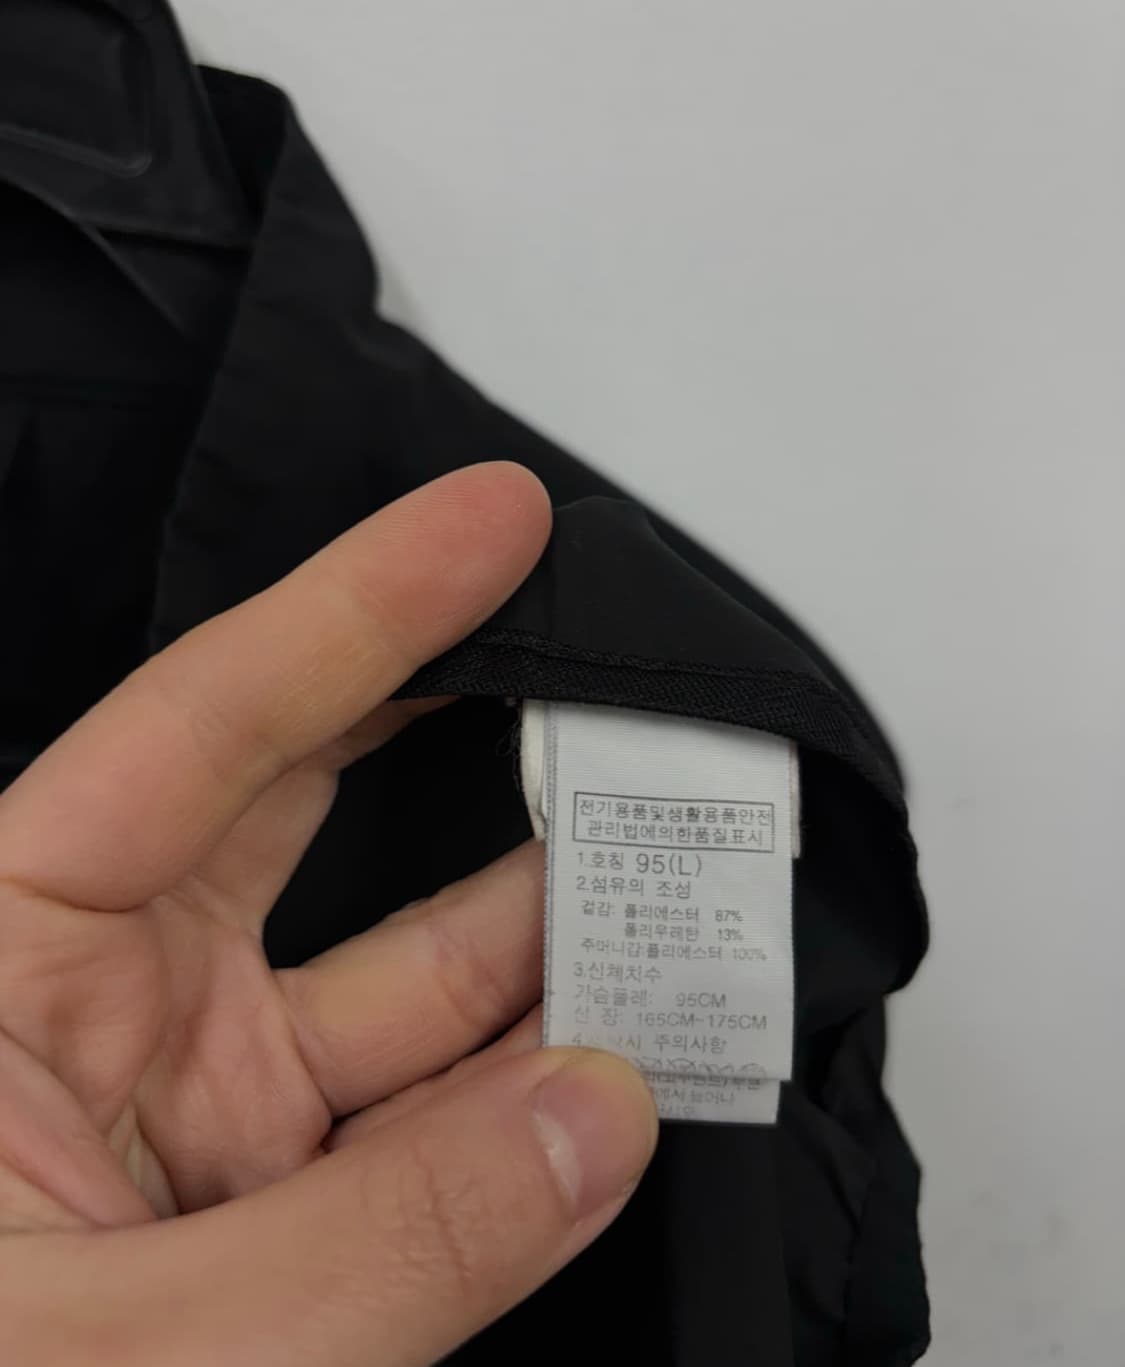 전기용품및생활용품안전
관리법에의한품질표시
1.호칭 95(L)
2.섬유의 조성
겉감: 폴리에스터 87%
폴리우레탄 13%
주머니감:폴리에스터 100%
3.신체치수
가슴둘레: 95CM
신 장: 165CM~175CM
주의사항